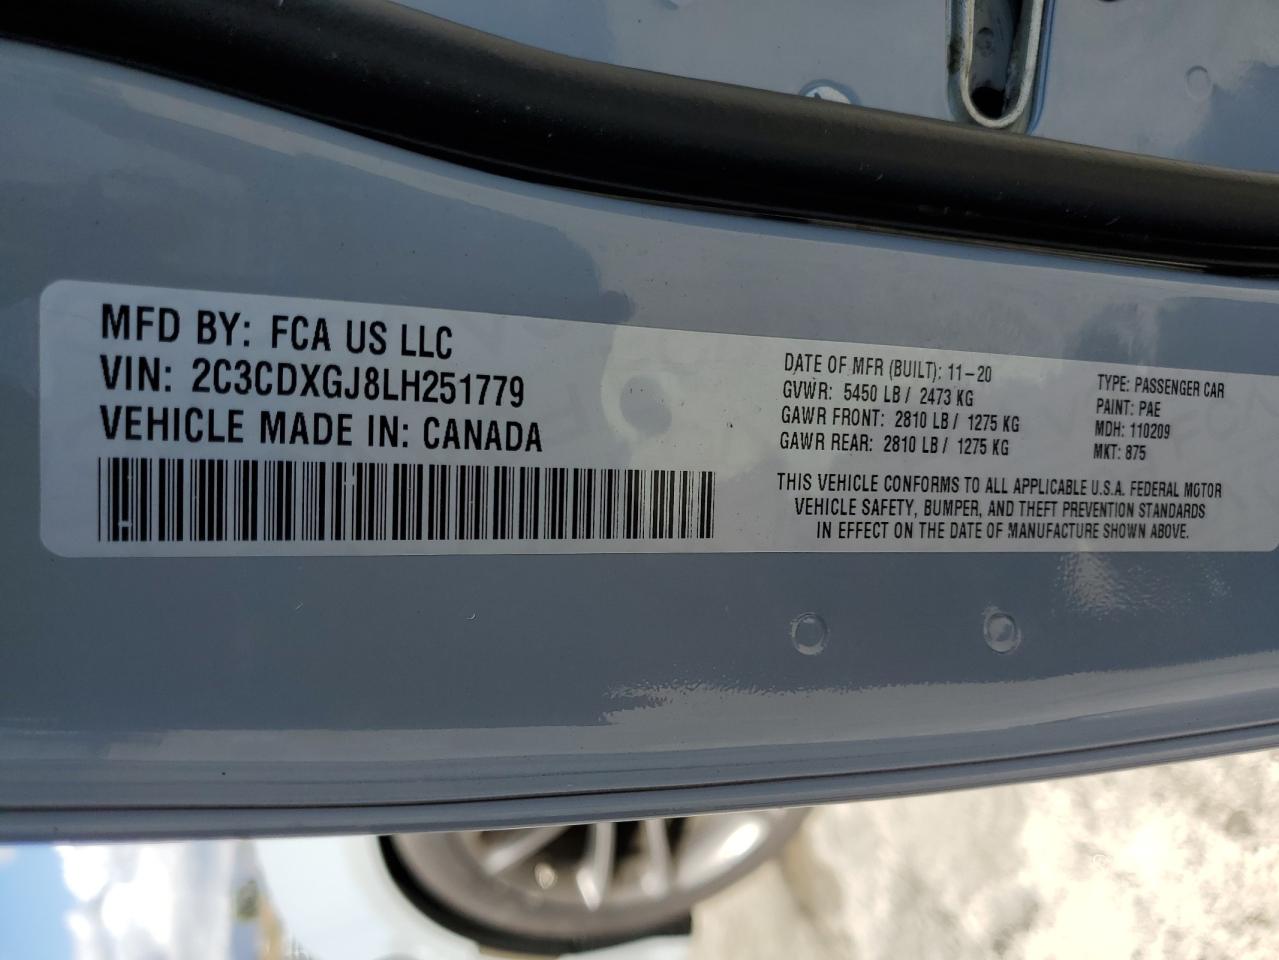 MFD BY: FCA US LLC
VIN: 2C3CDXGJ8LH251779
VEHICLE MADE IN: CANADA
DATE OF MFR (BUILT): 11-20
GVWR: 5450 LB / 2473 KG
GAWR FRONT: 2810 LB / 1275 KG
GAWR REAR: 2810 LB / 1275 KG
TYPE: PASSENGER CAR
PAINT: PAE
MDH: 110209
MKT: 875
THIS VEHICLE CONFORMS TO ALL APPLICABLE U.S.A. FEDERAL MOTOR
VEHICLE SAFETY, BUMPER, AND THEFT PREVENTION STANDARDS
IN EFFECT ON THE DATE OF MANUFACTURE SHOWN ABOVE.